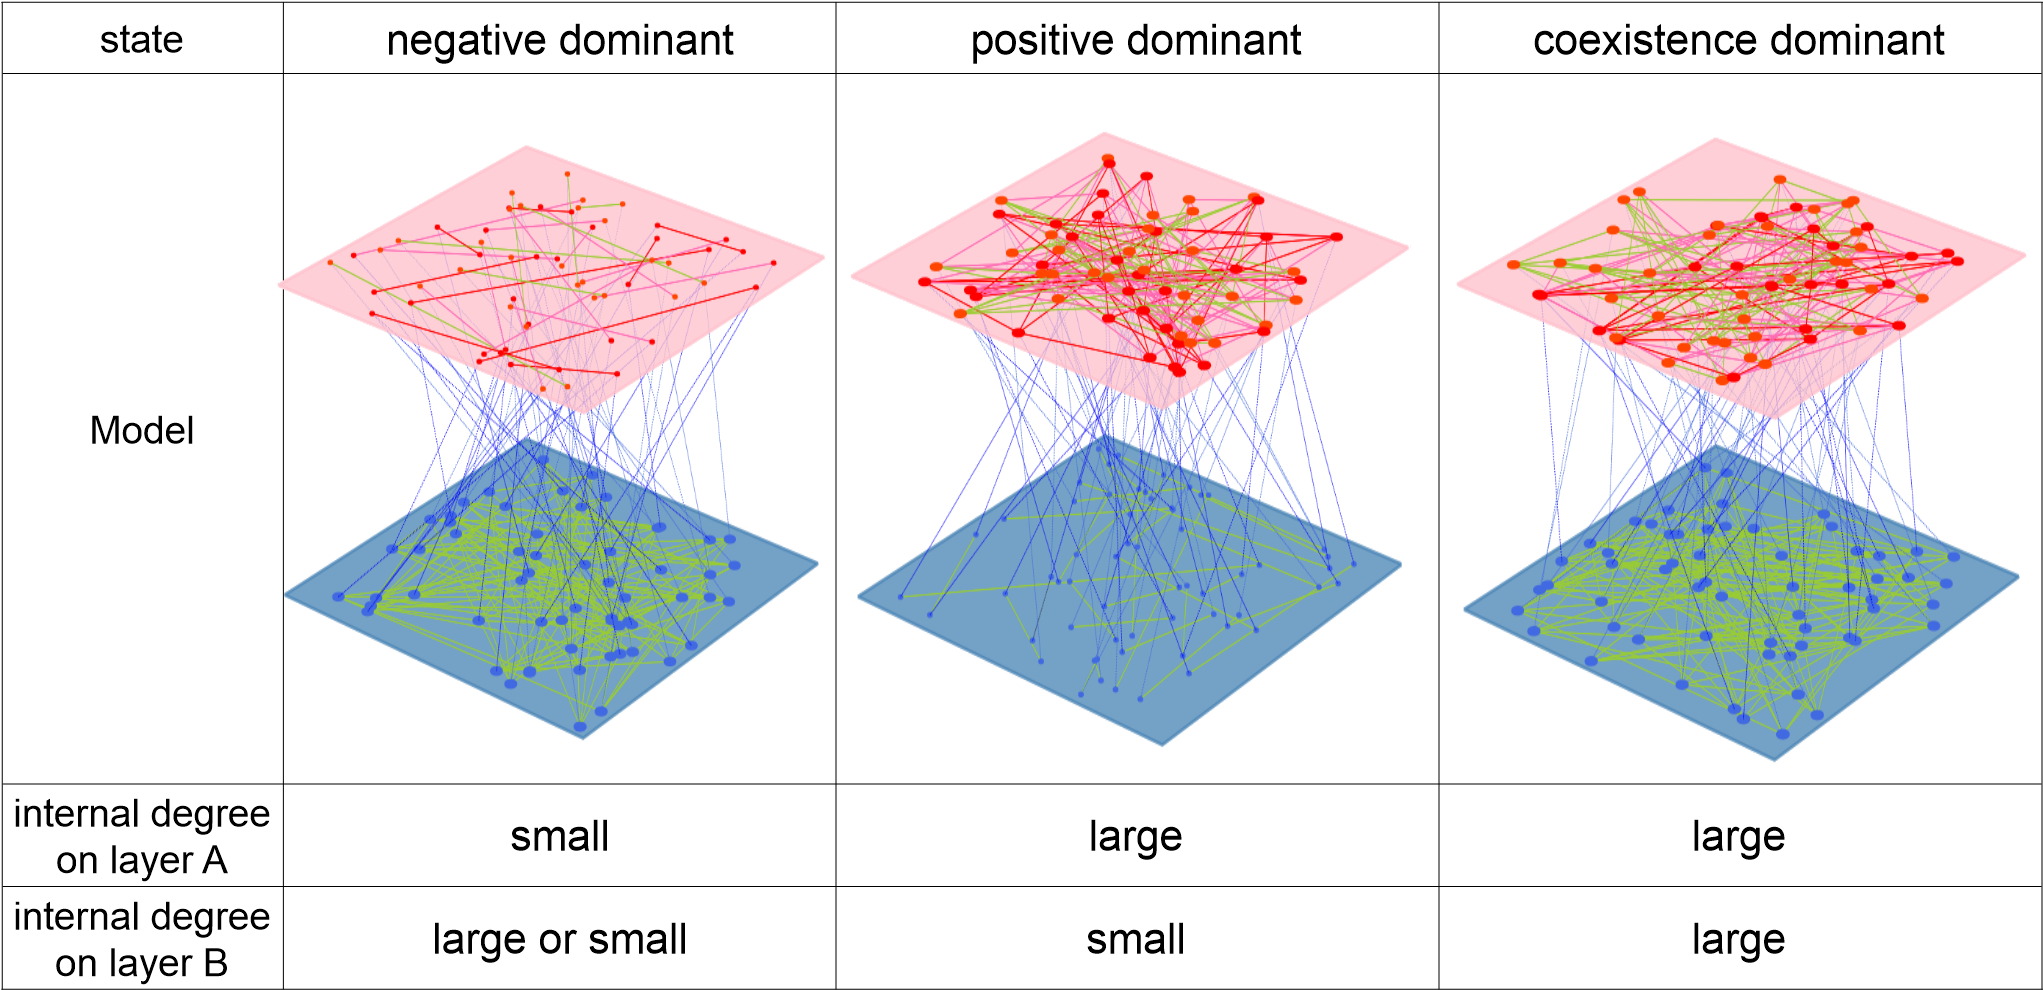 state
negative dominant
positive dominant
coexistence dominant
Model
internal degree
on layer A
small
large
large
internal degree
on layer B
large or small
small
large